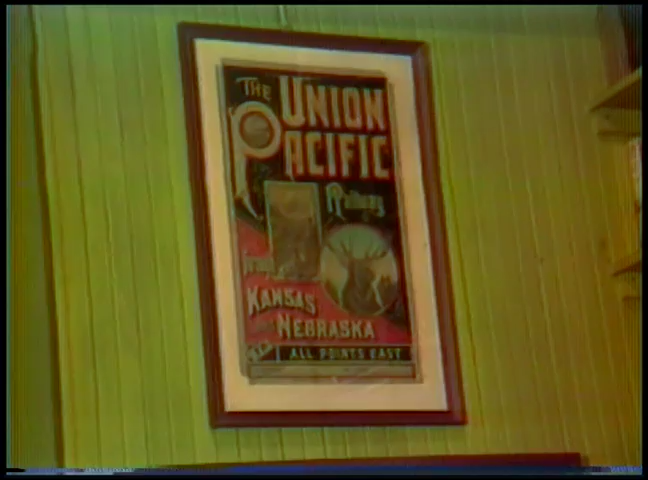 THE UNION
PACIFIC
Railway
KANSAS
NEBRASKA
ALL POINTS EAST